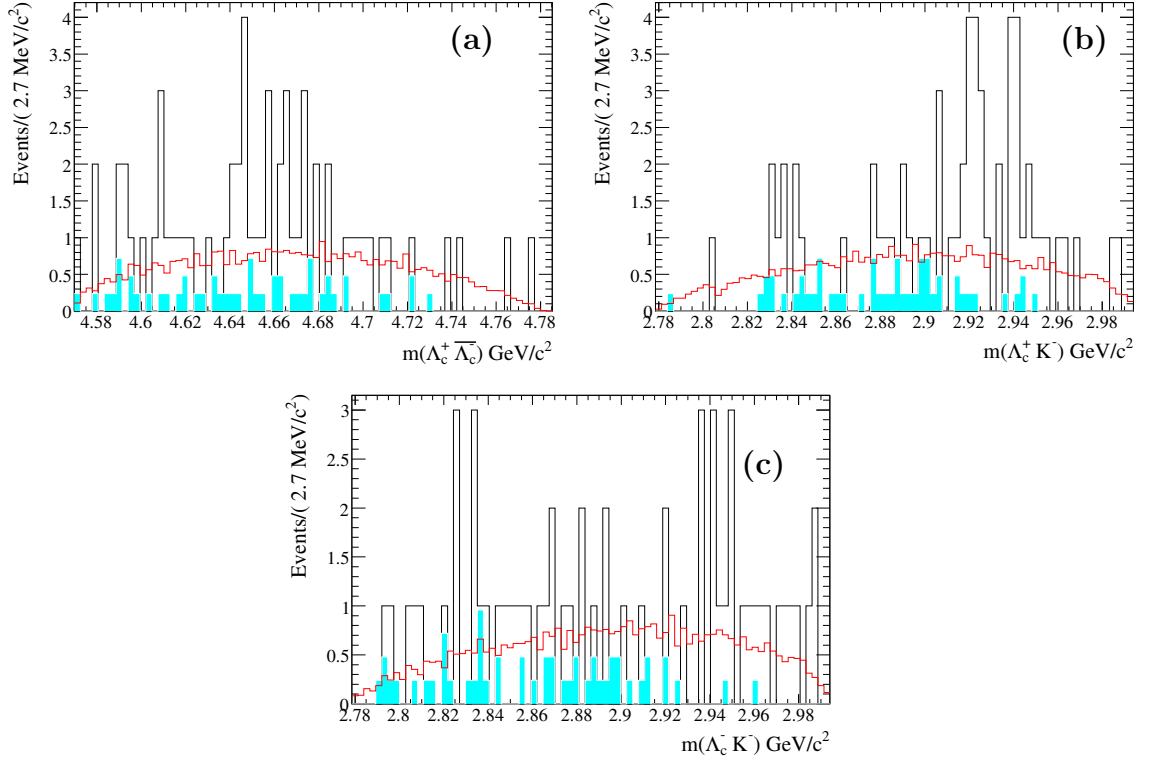 (a)
Events/( 2.7 MeV/c²)
4
3.5
3
2.5
2
1.5
1
0.5
0
4.58 4.6 4.62 4.64 4.66 4.68 4.7 4.72 4.74 4.76 4.78
m(Λc⁺ Λ̅c⁻) GeV/c²
(b)
Events/( 2.7 MeV/c²)
4
3.5
3
2.5
2
1.5
1
0.5
0
2.78 2.8 2.82 2.84 2.86 2.88 2.9 2.92 2.94 2.96 2.98
m(Λc⁺ K⁻) GeV/c²
(c)
Events/( 2.7 MeV/c²)
3
2.5
2
1.5
1
0.5
0
2.78 2.8 2.82 2.84 2.86 2.88 2.9 2.92 2.94 2.96 2.98
m(Λc⁻ K⁻) GeV/c²